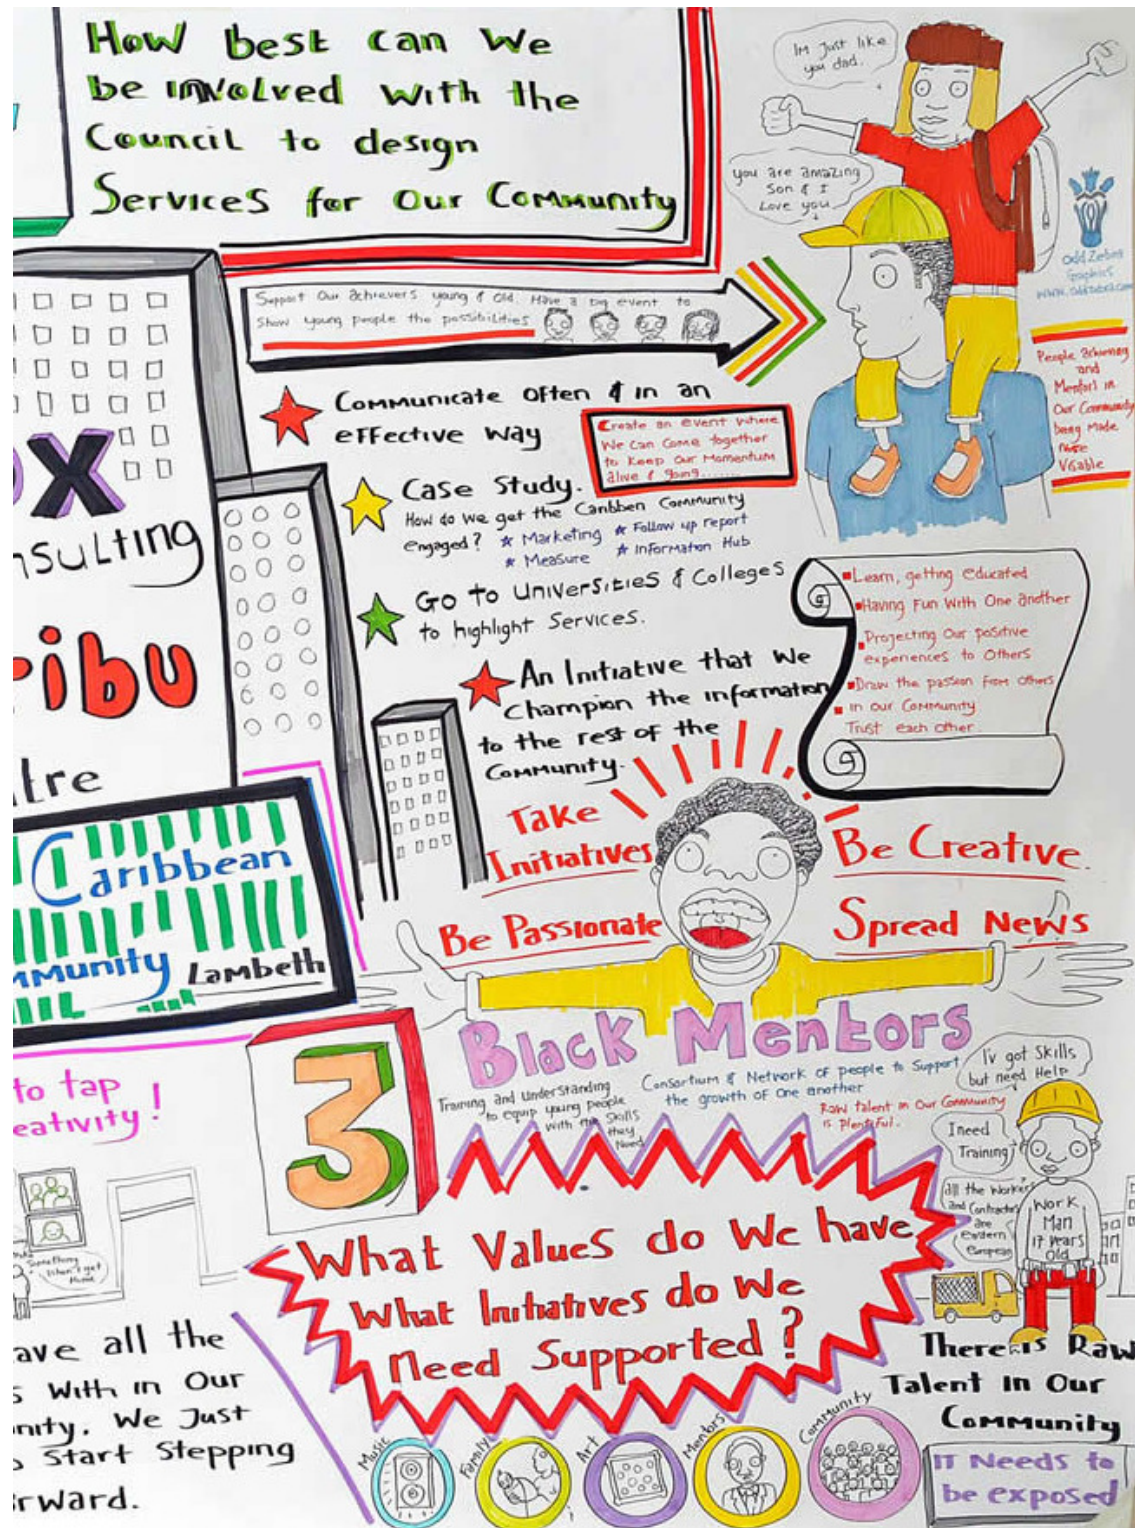 How best can We
be involved with the
Council to design
Services for Our Community
Im Just like
you dad.
you are amazing
Son & I
Love you
Odd Zebra
Graphics
Support Our achievers young & Old. Have a big event to
Show young people the possibilities
People achieving
and
Mentors in
Our Community
being Made
More
Communicate Often & in an
effective Way
Create an event where
We Can Come together
to Keep Our Momentum
alive & going......
Case Study.
How do we get the Caribben Community
engaged?
★ Marketing ★ Follow up report
★ Measure ★ Information Hub
Go to Universities & Colleges
to highlight Services.
An Initiative that We
Champion the information
to the rest of the
Community.
Learn, getting educated
Having Fun With One another
Projecting Our positive
experiences to Others
Draw the passion from others
in our Community
Trust each other
X
nsulting
ribu
tre
Caribbean
mmunity Lambeth
Take
Initiatives
Be Creative.
Be Passionate
Spread News
Black Mentors
Training and Understanding
to equip young people
with the Skills
they
Need
Consortium & Network of people to Support
the growth of One another
Raw talent in Our Community
is plentiful.
I'v got Skills
but need Help
I need
Training
all the Workers
and Contractors
are
Eastern
European
Work
Man
17 years
Old
to tap
eativity!
Something
when I get
Home
3
What Values do We have
What Initiatives do We
Need Supported?
There is Raw
Talent In Our
Community
IT Needs to
be exposed
ave all the
s With in Our
nity. We Just
o Start Stepping
rward.
Music
Family
Art
Mentors
Community